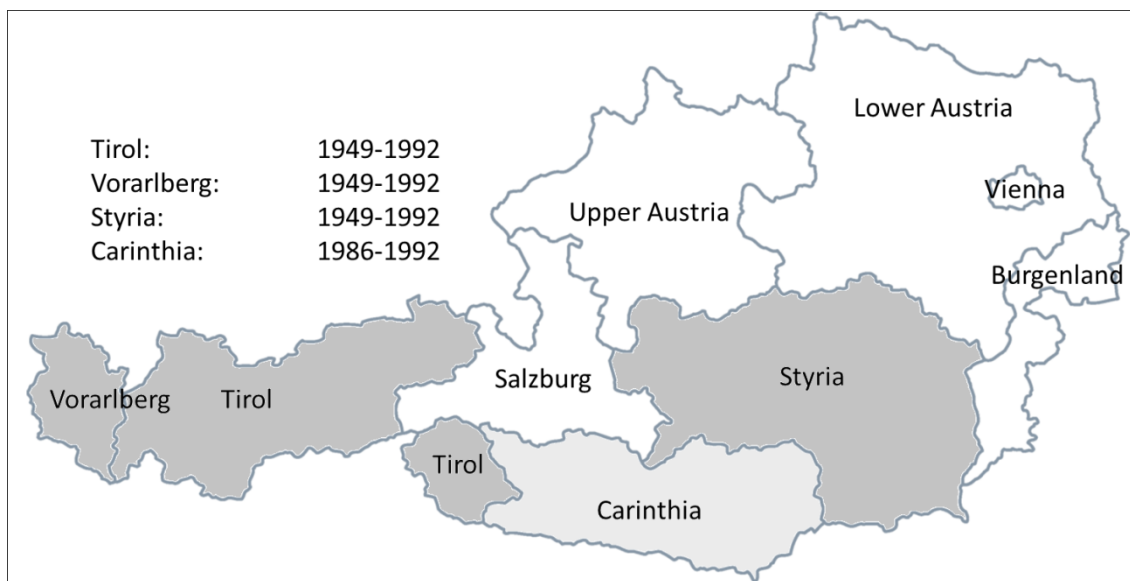 Tirol: 1949-1992
Vorarlberg: 1949-1992
Styria: 1949-1992
Carinthia: 1986-1992
Lower Austria
Vienna
Upper Austria
Burgenland
Salzburg
Styria
Vorarlberg
Tirol
Tirol
Carinthia